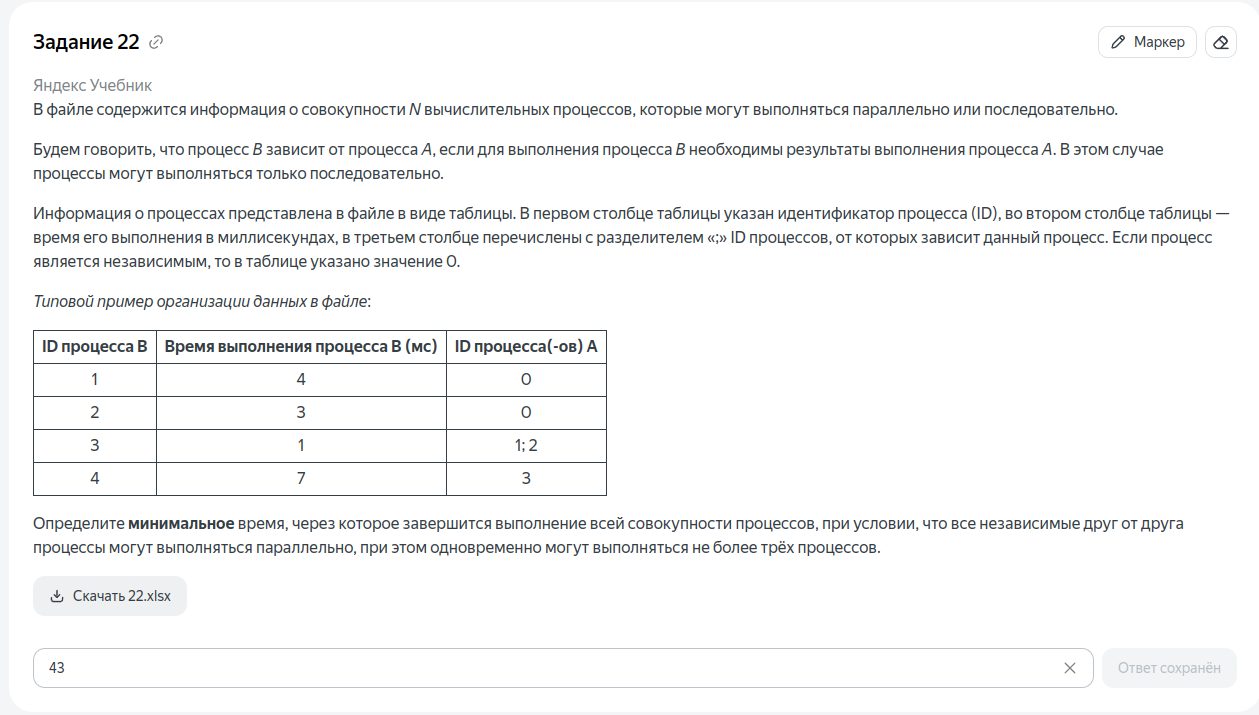 Задание 22
Маркер
Яндекс Учебник
В файле содержится информация о совокупности N вычислительных процессов, которые могут выполняться параллельно или последовательно.
Будем говорить, что процесс B зависит от процесса A, если для выполнения процесса B необходимы результаты выполнения процесса A. В этом случае
процессы могут выполняться только последовательно.
Информация о процессах представлена в файле в виде таблицы. В первом столбце таблицы указан идентификатор процесса (ID), во втором столбце таблицы —
время его выполнения в миллисекундах, в третьем столбце перечислены с разделителем «;» ID процессов, от которых зависит данный процесс. Если процесс
является независимым, то в таблице указано значение 0.
Типовой пример организации данных в файле:
ID процесса B Время выполнения процесса B (мс) ID процесса(-ов) A
1 4 0
2 3 0
3 1 1; 2
4 7 3
Определите минимальное время, через которое завершится выполнение всей совокупности процессов, при условии, что все независимые друг от друга
процессы могут выполняться параллельно, при этом одновременно могут выполняться не более трёх процессов.
Скачать 22.xlsx
43
Ответ сохранён